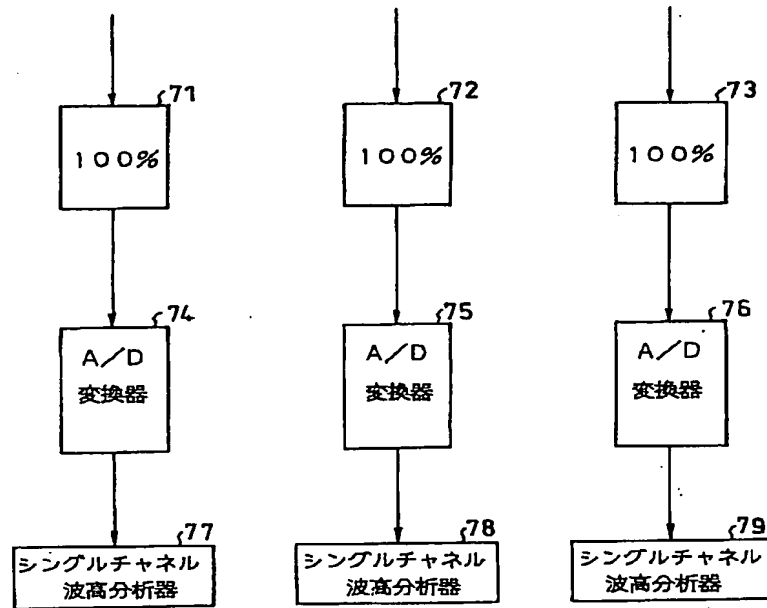 71
72
73
100%
100%
100%
74
75
76
A/D
変換器
A/D
変換器
A/D
変換器
77
78
79
シングルチャネル
波高分析器
シングルチャネル
波高分析器
シングルチャネル
波高分析器